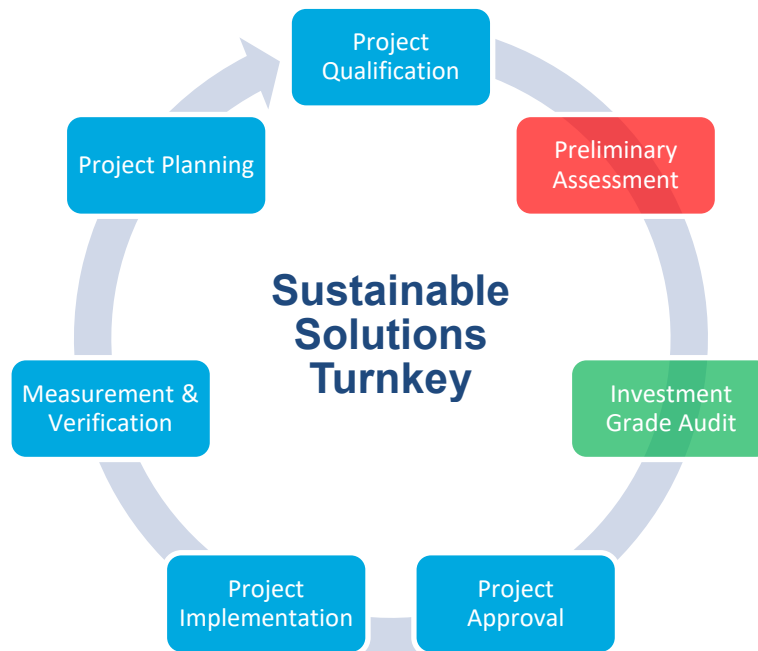 Project
Qualification
Preliminary
Assessment
Investment
Grade Audit
Project
Approval
Project
Implementation
Measurement &
Verification
Project Planning
Sustainable
Solutions
Turnkey